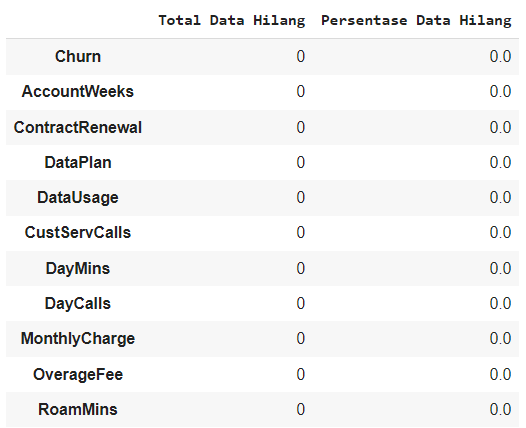 Total Data Hilang Persentase Data Hilang
Churn 0 0.0
AccountWeeks 0 0.0
ContractRenewal 0 0.0
DataPlan 0 0.0
DataUsage 0 0.0
CustServCalls 0 0.0
DayMins 0 0.0
DayCalls 0 0.0
MonthlyCharge 0 0.0
OverageFee 0 0.0
RoamMins 0 0.0